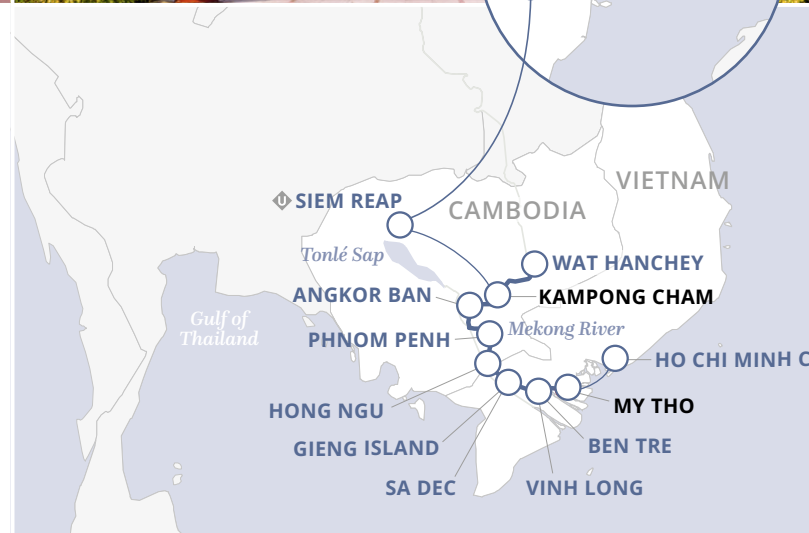 VIETNAM
U SIEM REAP
CAMBODIA
Tonlé Sap
WAT HANCHEY
ANGKOR BAN
KAMPONG CHAM
Gulf of
Thailand
Mekong River
PHNOM PENH
HO CHI MINH C
MY THO
HONG NGU
GIENG ISLAND
BEN TRE
SA DEC
VINH LONG